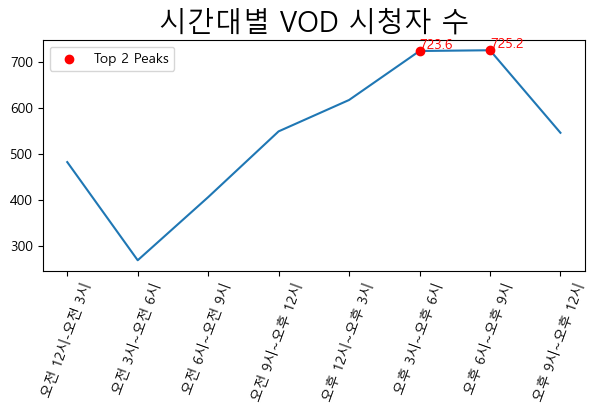 시간대별 VOD 시청자 수
Top 2 Peaks
723.6
725.2
700
600
500
400
300
오전 12시-오전 3시
오전 3시~오전 6시
오전 6시~오전 9시
오전 9시~오후 12시
오후 12시~오후 3시
오후 3시~오후 6시
오후 6시~오후 9시
오후 9시~오후 12시